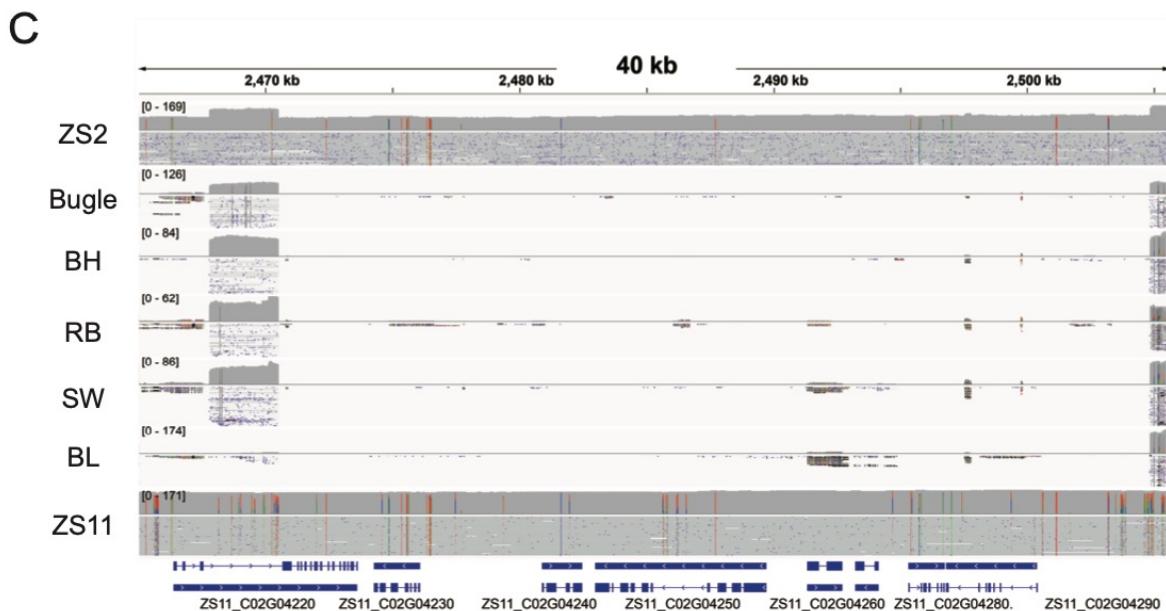 C
40 kb
2,470 kb 2,480 kb 2,490 kb 2,500 kb
[0 - 169]
ZS2
[0 - 126]
Bugle
[0 - 84]
BH
[0 - 62]
RB
[0 - 86]
SW
[0 - 174]
BL
[0 - 171]
ZS11
ZS11_C02G04220 ZS11_C02G04230 ZS11_C02G04240 ZS11_C02G04250 ZS11_C02G04260 ZS11_C02G04280 ZS11_C02G04290